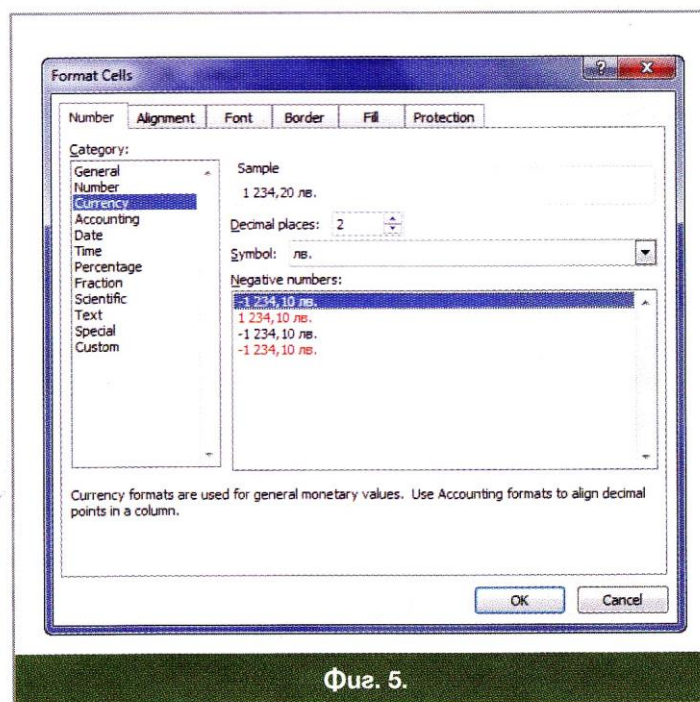 Format Cells
Number Alignment Font Border Fill Protection
Category:
General
Number
Currency
Accounting
Date
Time
Percentage
Fraction
Scientific
Text
Special
Custom
Sample
1 234,20 лв.
Decimal places: 2
Symbol: лв.
Negative numbers:
-1 234,10 лв.
1 234,10 лв.
-1 234,10 лв.
-1 234,10 лв.
Currency formats are used for general monetary values. Use Accounting formats to align decimal
points in a column.
OK Cancel
Фиг. 5.